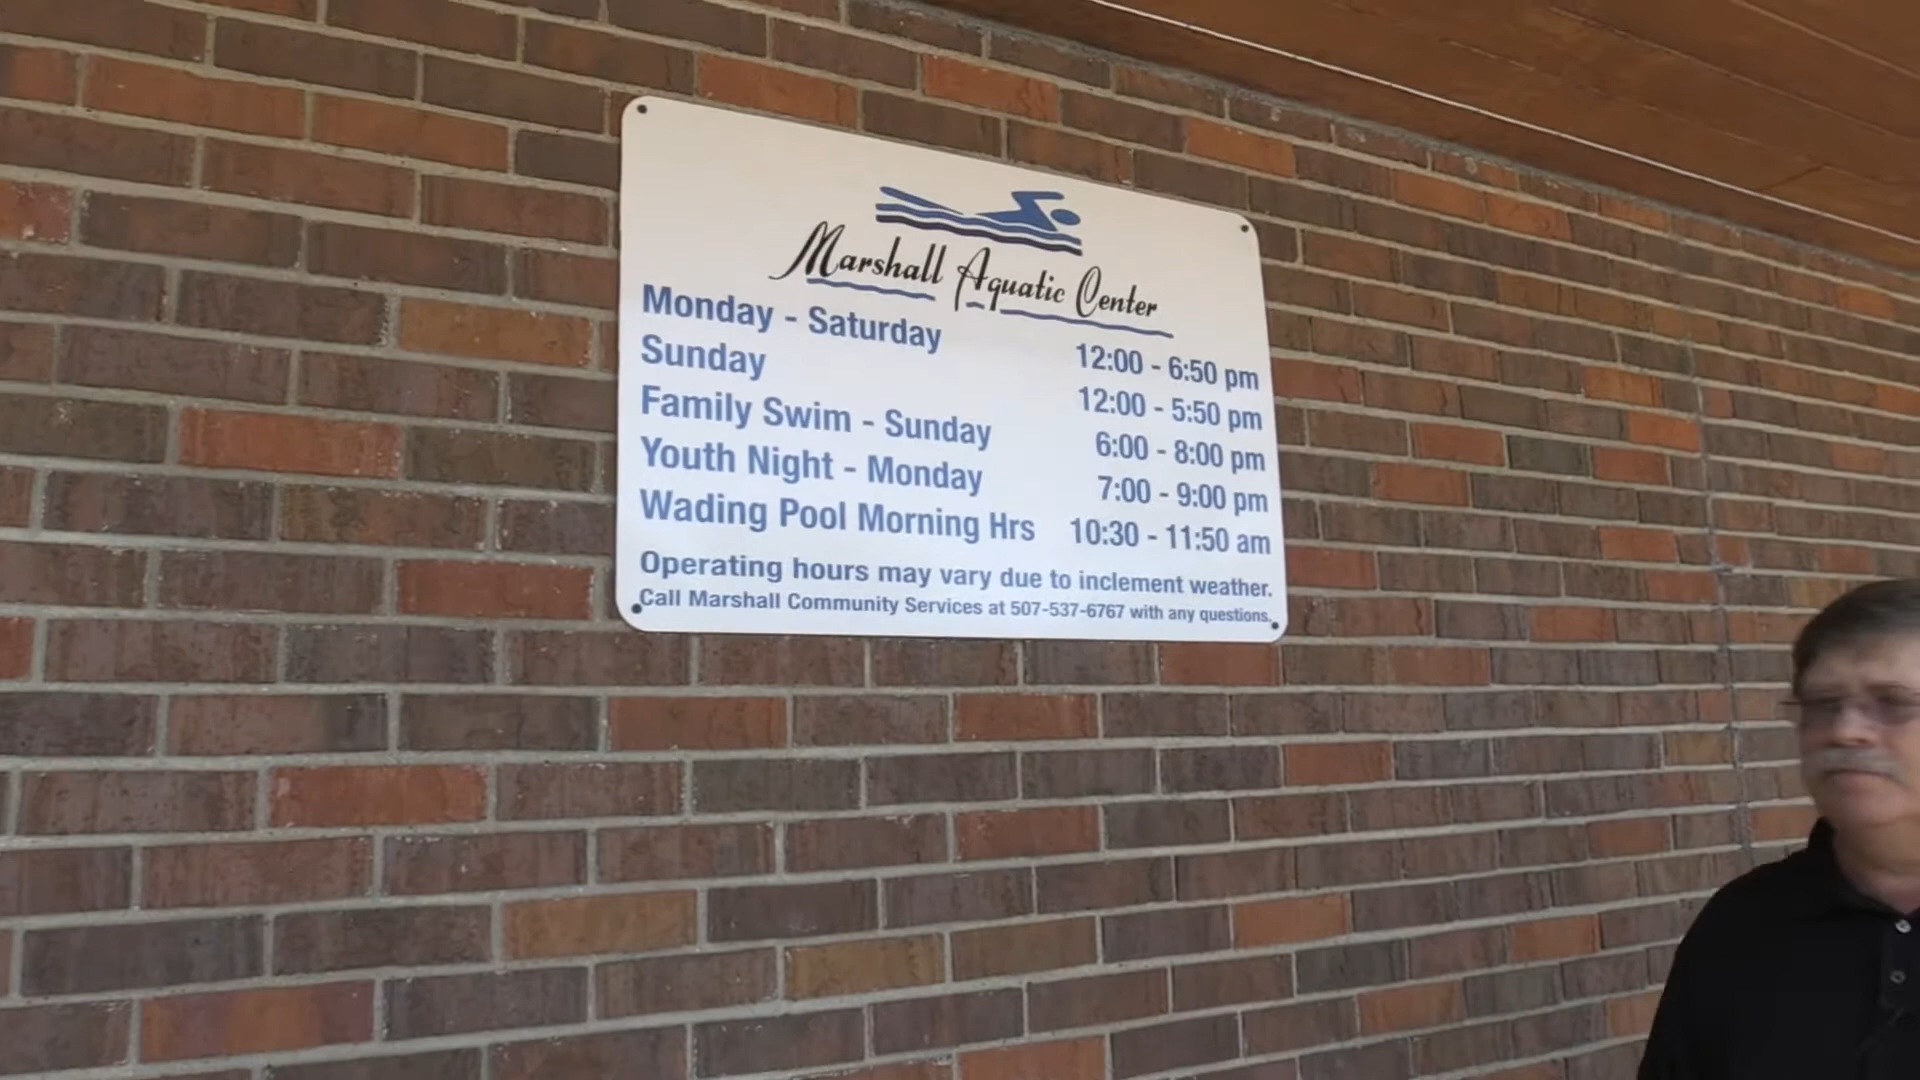 Marshall Aquatic Center
Monday - Saturday 12:00 - 6:50 pm
Sunday 12:00 - 5:50 pm
Family Swim - Sunday 6:00 - 8:00 pm
Youth Night - Monday 7:00 - 9:00 pm
Wading Pool Morning Hrs 10:30 - 11:50 am
Operating hours may vary due to inclement weather.
Call Marshall Community Services at 507-537-6767 with any questions.